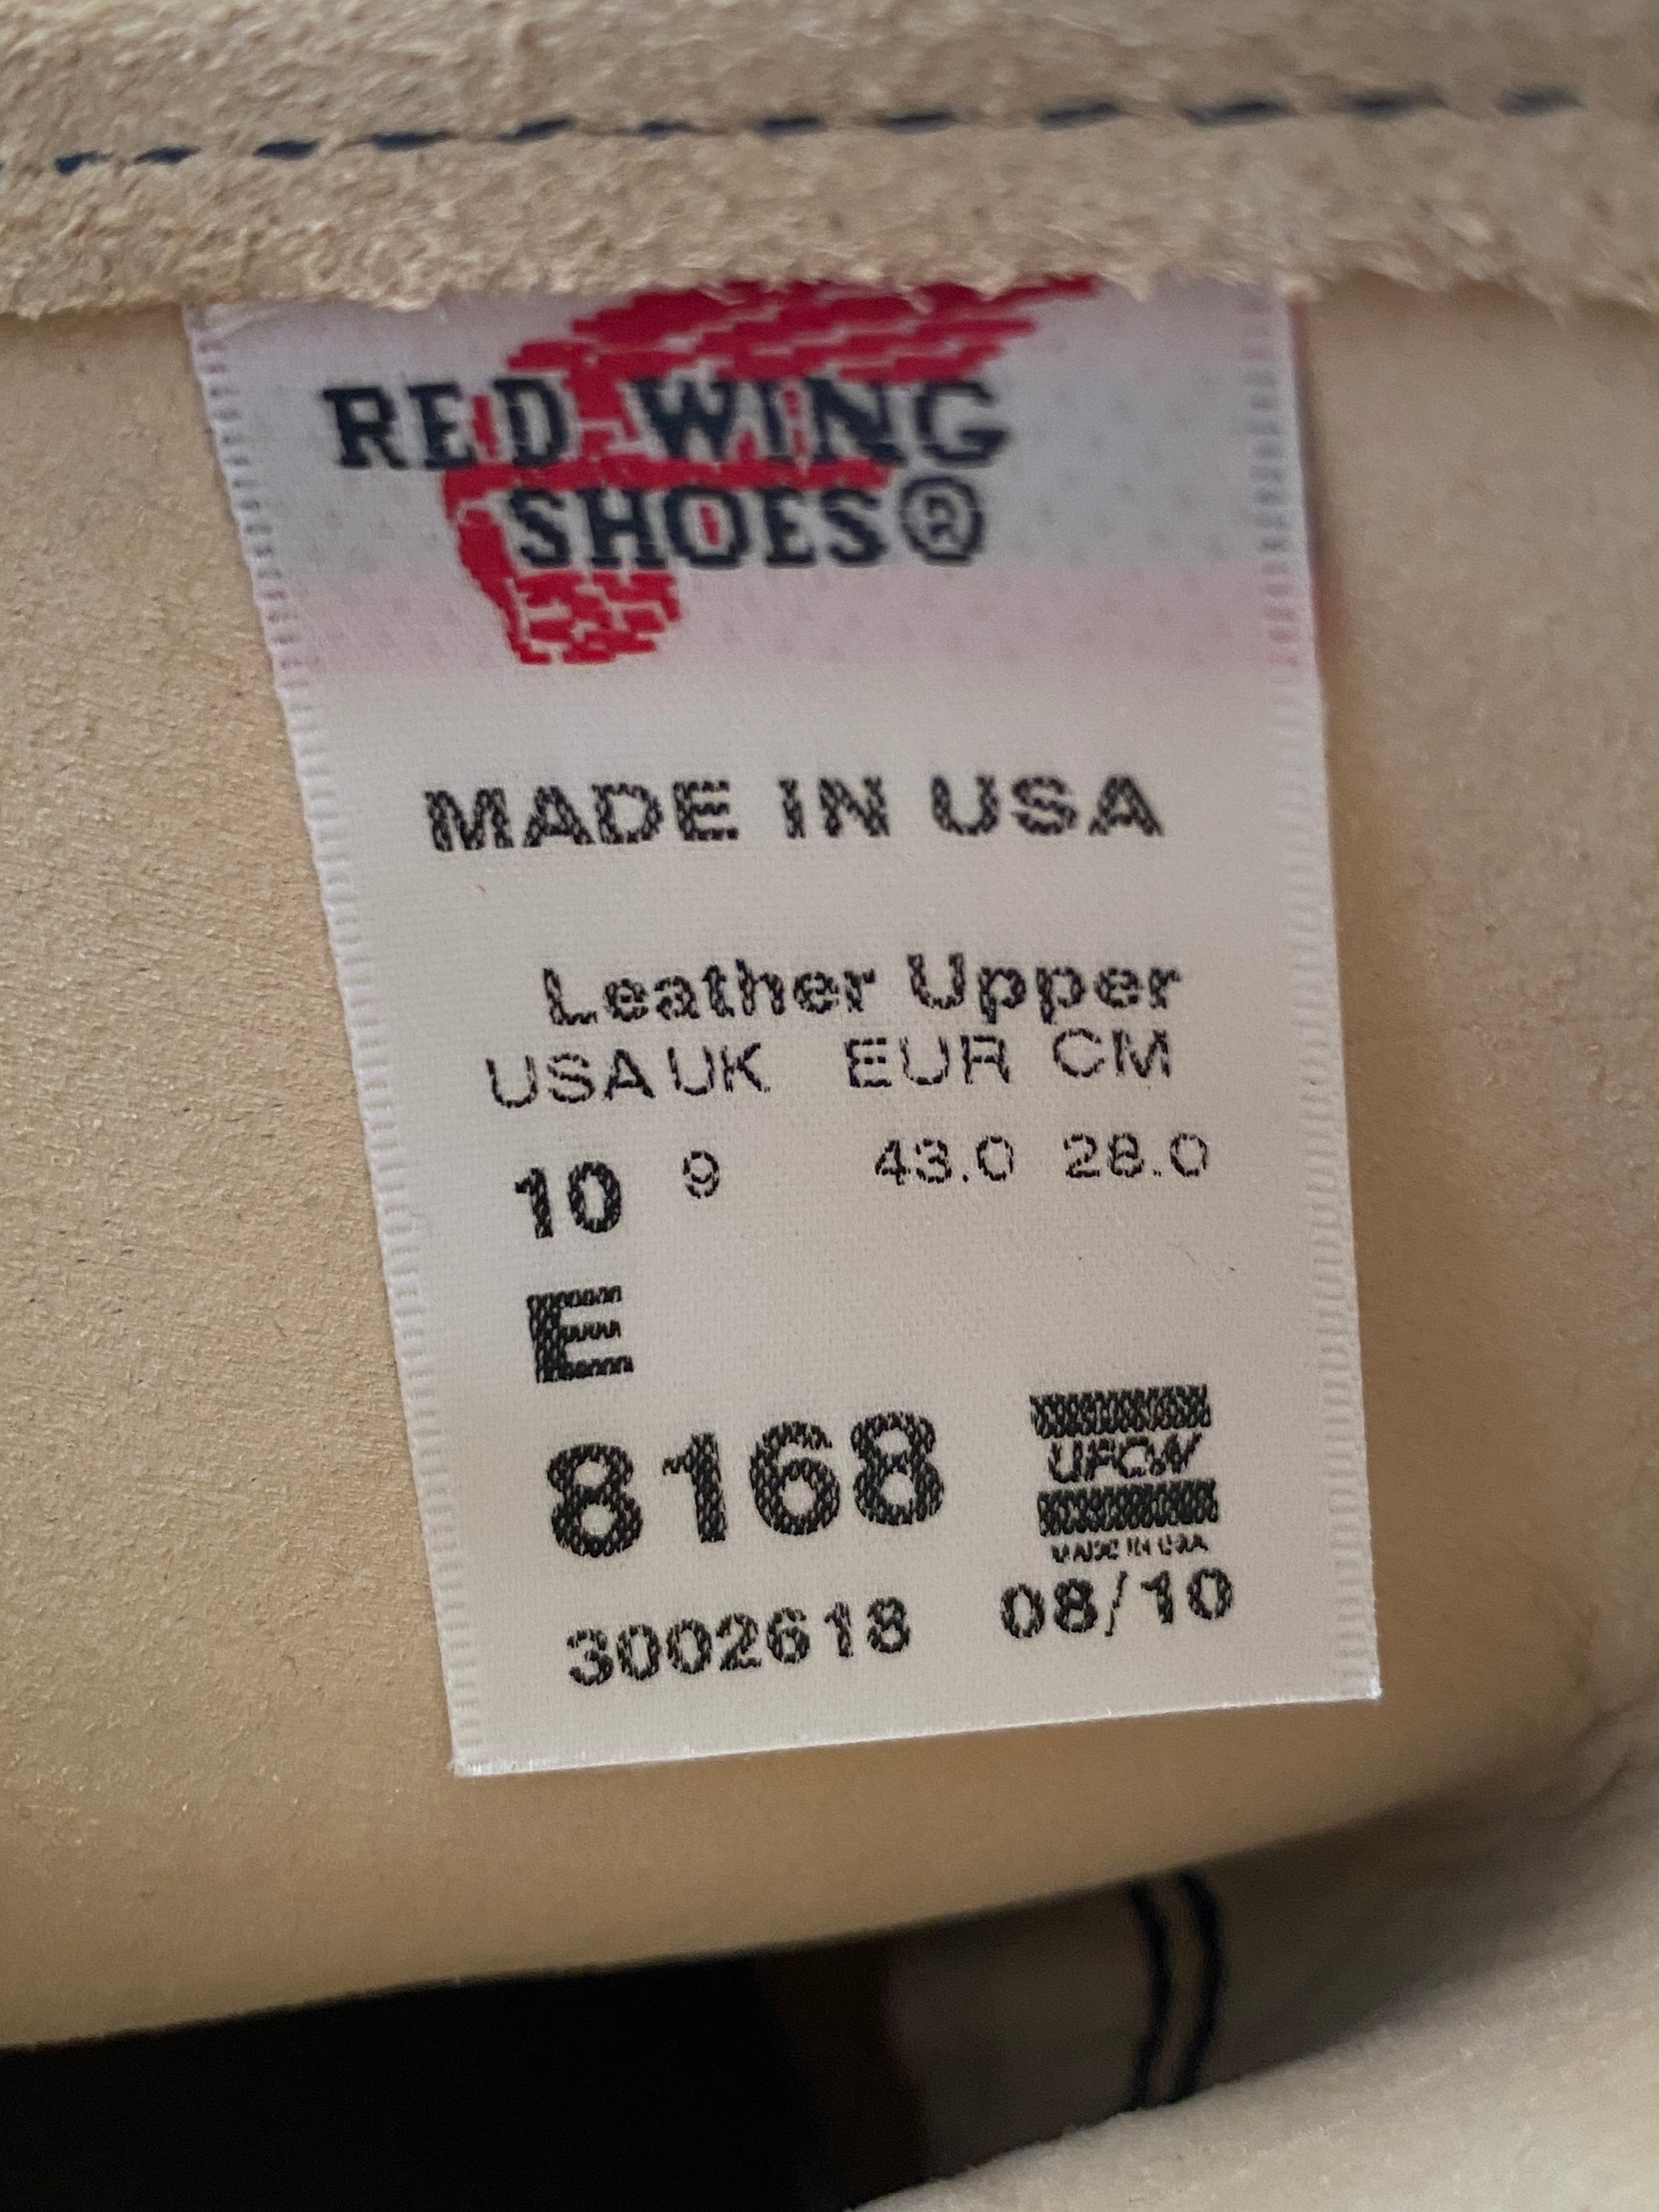 RED WING
SHOES®
MADE IN USA
Leather Upper
USA UK EUR CM
10 9 43.0 28.0
E
8168
UFCW
MADE IN USA
3002618 08/10